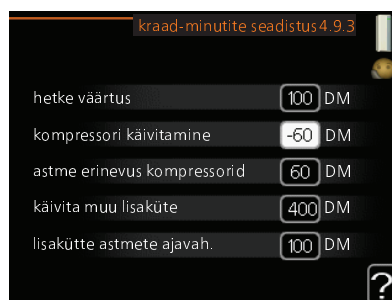 kraad-minutite seadistus 4.9.3
hetke väärtus 100 DM
kompressori käivitamine -60 DM
astme erinevus kompressorid 60 DM
käivita muu lisaküte 400 DM
lisakütte astmete ajavah. 100 DM
?